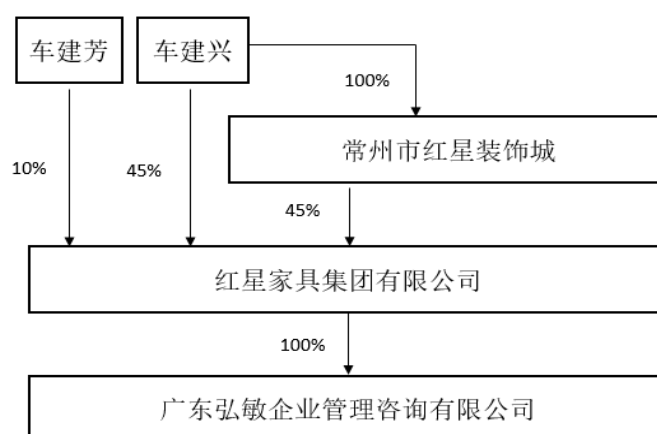 车建芳
车建兴
100%
常州市红星装饰城
10%
45%
45%
红星家具集团有限公司
100%
广东弘敏企业管理咨询有限公司